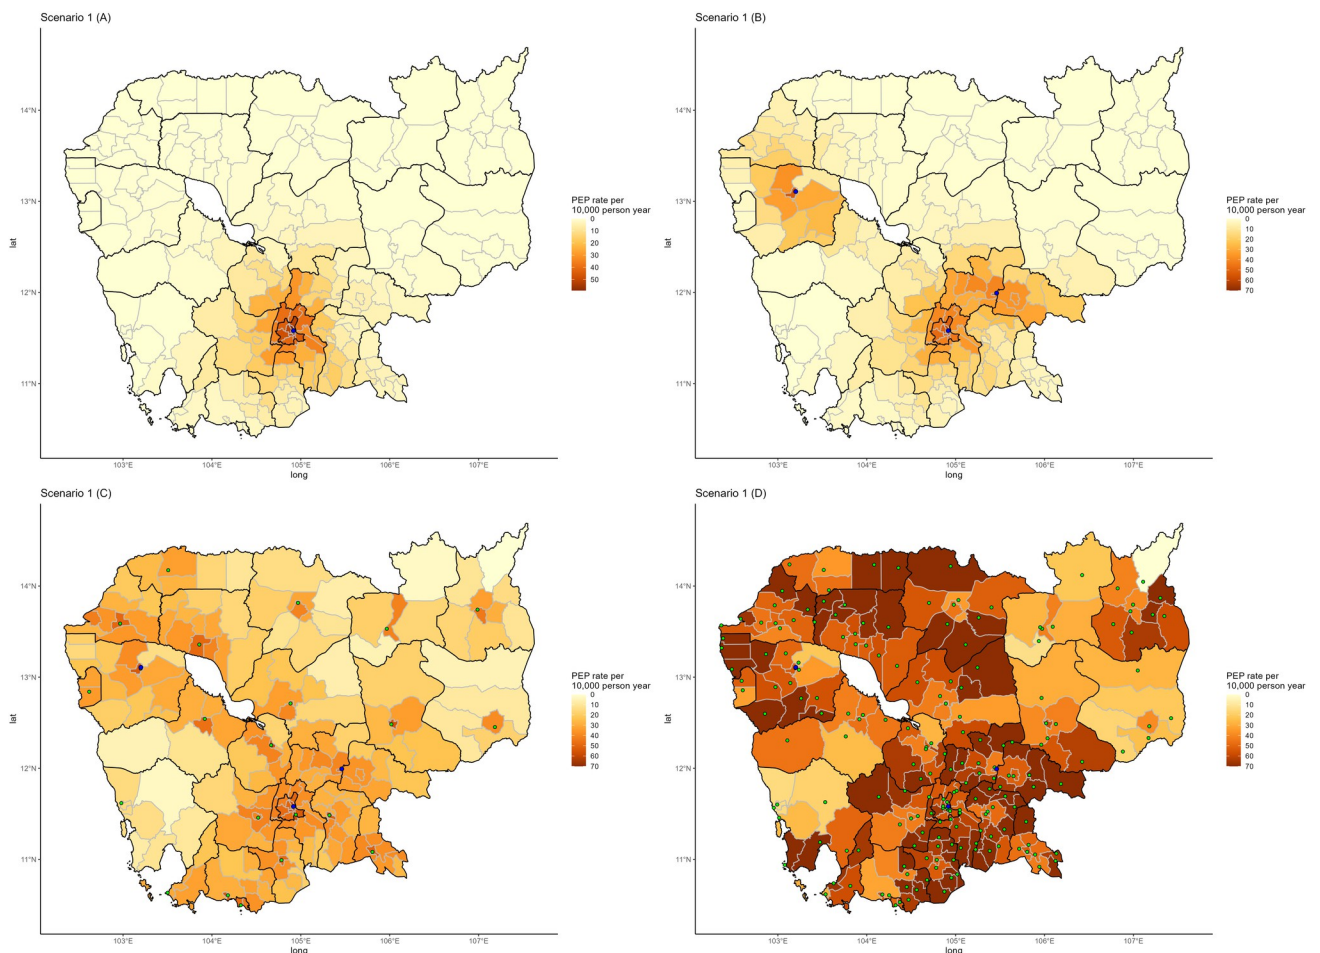 Scenario 1 (A)
14°N
13°N
12°N
11°N
lat
103°E
104°E
105°E
106°E
107°E
long
PEP rate per
10,000 person year
0
10
20
30
40
50
Scenario 1 (B)
14°N
13°N
12°N
11°N
lat
103°E
104°E
105°E
106°E
107°E
long
PEP rate per
10,000 person year
0
10
20
30
40
50
60
70
Scenario 1 (C)
14°N
13°N
12°N
11°N
lat
103°E
104°E
105°E
106°E
107°E
long
PEP rate per
10,000 person year
0
10
20
30
40
50
60
70
Scenario 1 (D)
14°N
13°N
12°N
11°N
lat
103°E
104°E
105°E
106°E
107°E
long
PEP rate per
10,000 person year
0
10
20
30
40
50
60
70